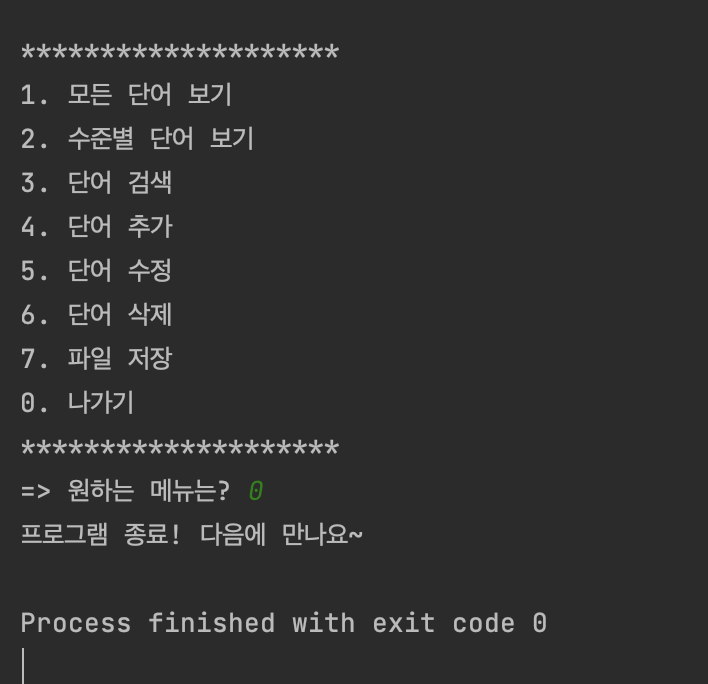 ********************
1. 모든 단어 보기
2. 수준별 단어 보기
3. 단어 검색
4. 단어 추가
5. 단어 수정
6. 단어 삭제
7. 파일 저장
0. 나가기
********************
=> 원하는 메뉴는? 0
프로그램 종료! 다음에 만나요~
Process finished with exit code 0